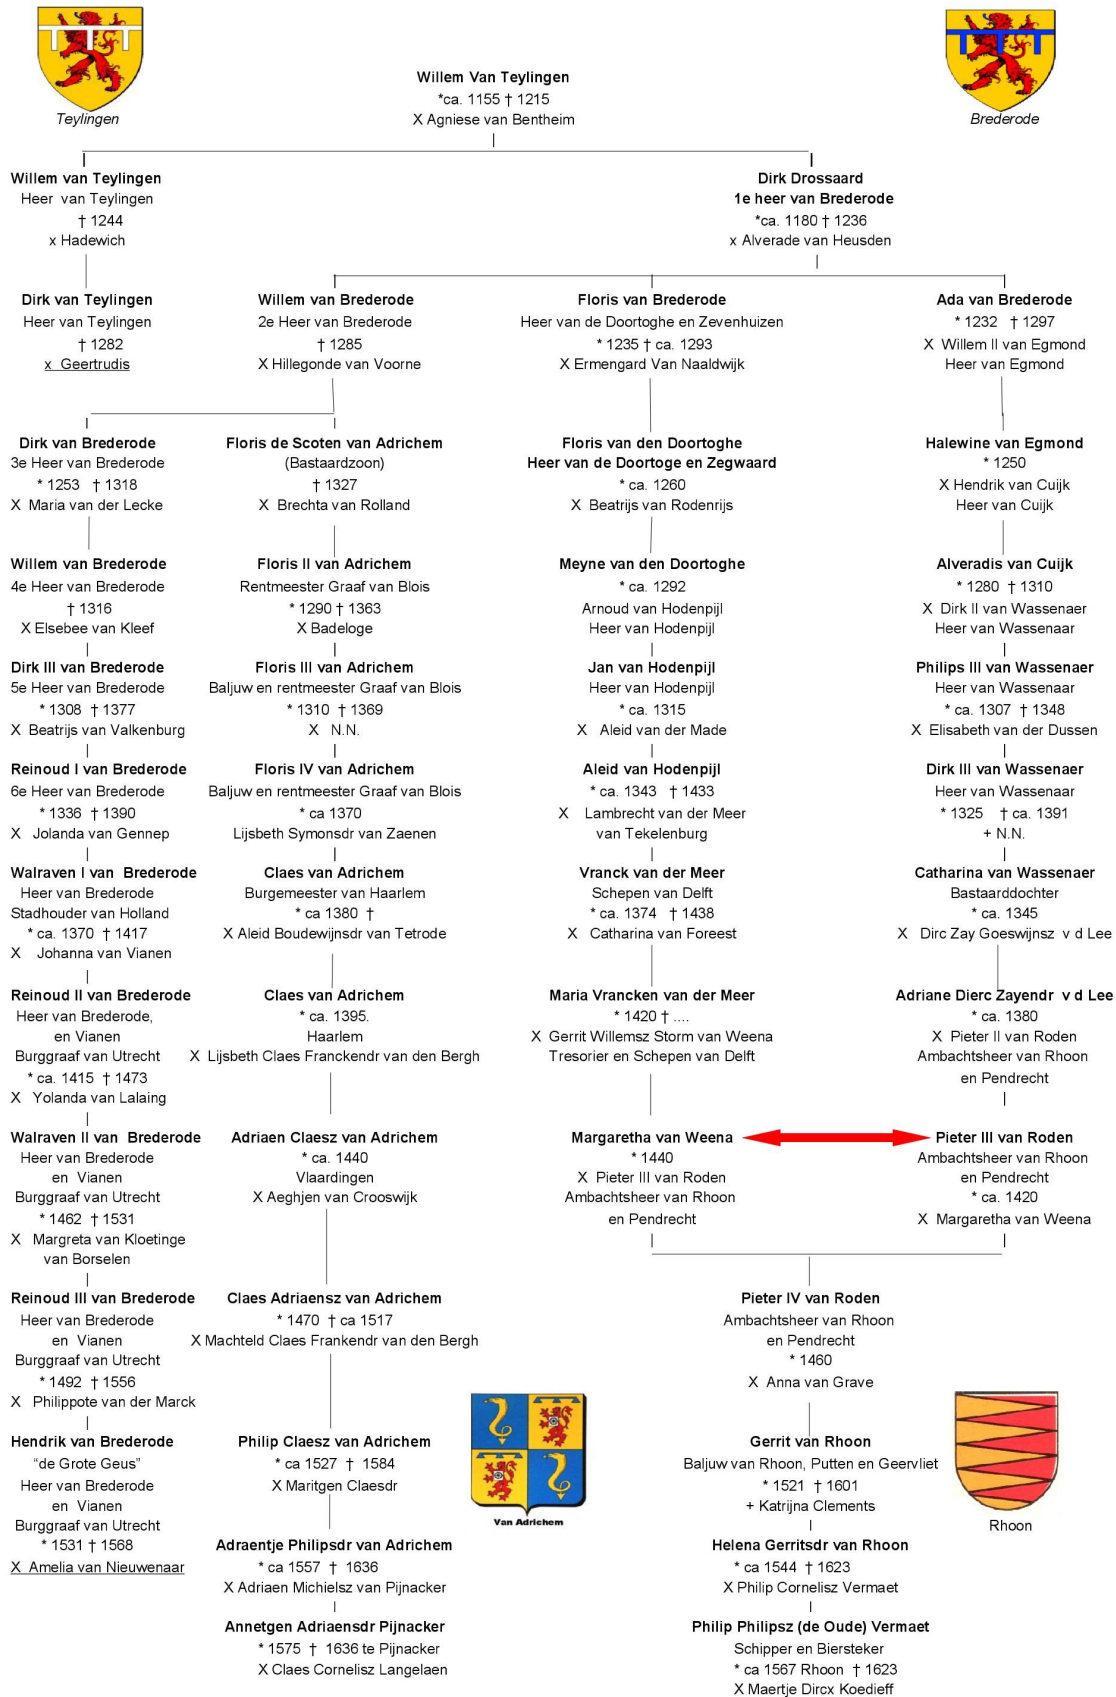 Teylingen
Brederode
Willem Van Teylingen
*ca. 1155 † 1215
X Agniese van Bentheim
Willem van Teylingen
Heer van Teylingen
† 1244
x Hadewich
Dirk Drossaard
1e heer van Brederode
*ca. 1180 † 1236
x Alverade van Heusden
Dirk van Teylingen
Heer van Teylingen
† 1282
x Geertrudis
Willem van Brederode
2e Heer van Brederode
† 1285
X Hillegonde van Voorne
Floris van Brederode
Heer van de Doortoghe en Zevenhuizen
* 1235 † ca. 1293
X Ermengard Van Naaldwijk
Ada van Brederode
* 1232 † 1297
X Willem II van Egmond
Heer van Egmond
Dirk van Brederode
3e Heer van Brederode
* 1253 † 1318
X Maria van der Lecke
Floris de Scoten van Adrichem
(Bastaardzoon)
† 1327
X Brechta van Rolland
Floris van den Doortoghe
Heer van de Doortoge en Zegwaard
* ca. 1260
X Beatrijs van Rodenrijs
Halewine van Egmond
* 1250
X Hendrik van Cuijk
Heer van Cuijk
Willem van Brederode
4e Heer van Brederode
† 1316
X Elsebee van Kleef
Floris II van Adrichem
Rentmeester Graaf van Blois
* 1290 † 1363
X Badeloge
Meyne van den Doortoghe
* ca. 1292
Arnoud van Hodenpijl
Heer van Hodenpijl
Alveradis van Cuijk
* 1280 † 1310
X Dirk II van Wassenaer
Heer van Wassenaar
Dirk III van Brederode
5e Heer van Brederode
* 1308 † 1377
X Beatrijs van Valkenburg
Floris III van Adrichem
Baljuw en rentmeester Graaf van Blois
* 1310 † 1369
X N.N.
Jan van Hodenpijl
Heer van Hodenpijl
* ca. 1315
X Aleid van der Made
Philips III van Wassenaer
Heer van Wassenaar
* ca. 1307 † 1348
X Elisabeth van der Dussen
Reinoud I van Brederode
6e Heer van Brederode
* 1336 † 1390
X Jolanda van Gennep
Floris IV van Adrichem
Baljuw en rentmeester Graaf van Blois
* ca 1370
Lijsbeth Symonsdr van Zaenen
Aleid van Hodenpijl
* ca. 1343 † 1433
X Lambrecht van der Meer
van Tekelenburg
Dirk III van Wassenaer
Heer van Wassenaar
* 1325 † ca. 1391
+ N.N.
Walraven I van Brederode
Heer van Brederode
Stadhouder van Holland
* ca. 1370 † 1417
X Johanna van Vianen
Claes van Adrichem
Burgemeester van Haarlem
* ca 1380 †
X Aleid Boudewijnsdr van Tetrode
Vranck van der Meer
Schepen van Delft
* ca. 1374 † 1438
X Catharina van Foreest
Catharina van Wassenaer
Bastaarddochter
* ca. 1345
X Dirc Zay Goeswijnsz v d Lee
Reinoud II van Brederode
Heer van Brederode,
en Vianen
Burggraaf van Utrecht
* ca. 1415 † 1473
X Yolanda van Lalaing
Claes van Adrichem
* ca. 1395.
Haarlem
X Lijsbeth Claes Franckendr van den Bergh
Maria Vrancken van der Meer
* 1420 † ....
X Gerrit Willemsz Storm van Weena
Tresorier en Schepen van Delft
Adriane Dierc Zayendr v d Lee
* ca. 1380
X Pieter II van Roden
Ambachtsheer van Rhoon
en Pendrecht
Walraven II van Brederode
Heer van Brederode
en Vianen
Burggraaf van Utrecht
* 1462 † 1531
X Margreta van Kloetinge
van Borselen
Adriaen Claesz van Adrichem
* ca. 1440
Vlaardingen
X Aeghjen van Crooswijk
Margaretha van Weena
* 1440
X Pieter III van Roden
Ambachtsheer van Rhoon
en Pendrecht
Pieter III van Roden
Ambachtsheer van Rhoon
en Pendrecht
* ca. 1420
X Margaretha van Weena
Reinoud III van Brederode
Heer van Brederode
en Vianen
Burggraaf van Utrecht
* 1492 † 1556
X Philippote van der Marck
Claes Adriaensz van Adrichem
* 1470 † ca 1517
X Machteld Claes Frankendr van den Bergh
Pieter IV van Roden
Ambachtsheer van Rhoon
en Pendrecht
* 1460
X Anna van Grave
Hendrik van Brederode
“de Grote Geus”
Heer van Brederode
en Vianen
Burggraaf van Utrecht
* 1531 † 1568
X Amelia van Nieuwenaar
Philip Claesz van Adrichem
* ca 1527 † 1584
X Maritgen Claesdr
Van Adrichem
Gerrit van Rhoon
Baljuw van Rhoon, Putten en Geervliet
* 1521 † 1601
+ Katrijna Clements
Rhoon
Adraentje Philipsdr van Adrichem
* ca 1557 † 1636
X Adriaen Michielsz van Pijnacker
Helena Gerritsdr van Rhoon
* ca 1544 † 1623
X Philip Cornelisz Vermaet
Annetgen Adriaensdr Pijnacker
* 1575 † 1636 te Pijnacker
X Claes Cornelisz Langelaen
Philip Philipsz (de Oude) Vermaet
Schipper en Biersteker
* ca 1567 Rhoon † 1623
X Maertje Dircx Koedieff